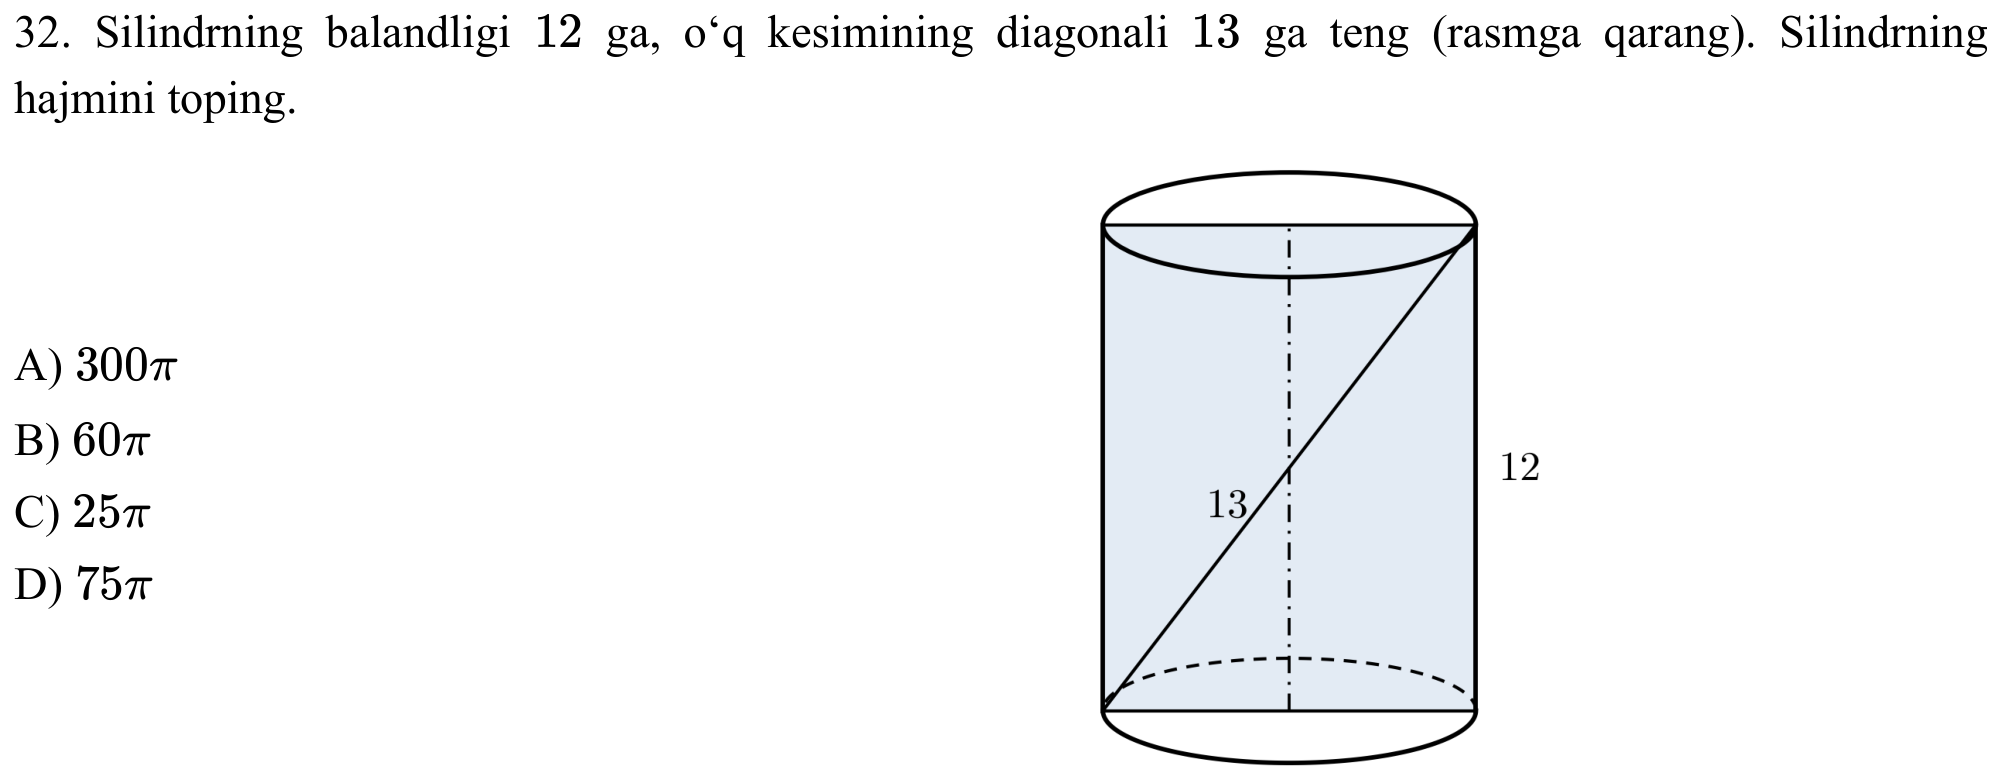 32. Silindrning balandligi 12 ga, o‘q kesimining diagonali 13 ga teng (rasmga qarang). Silindrning
hajmini toping.
A) 300π
B) 60π
C) 25π
D) 75π
12
13